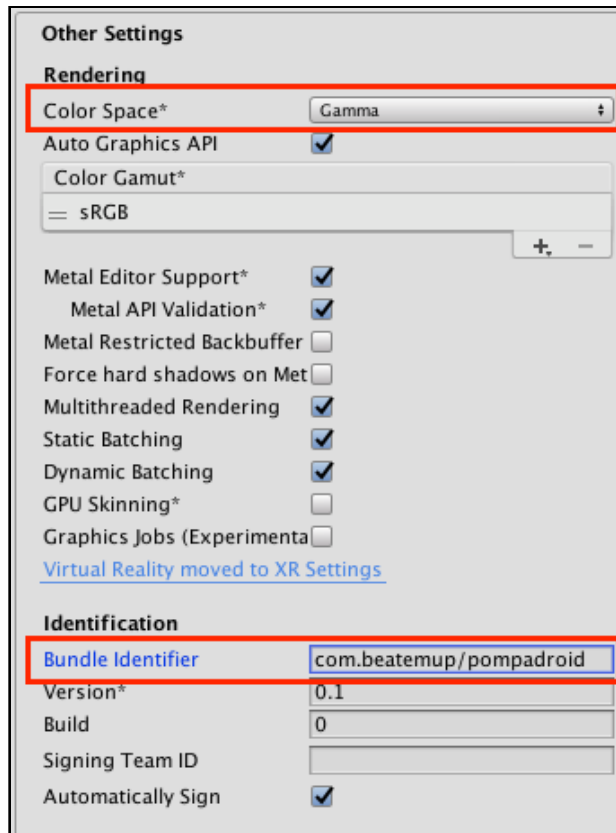 Other Settings
Rendering
Color Space* Gamma
Auto Graphics API
Color Gamut*
= sRGB
+ −
Metal Editor Support*
Metal API Validation*
Metal Restricted Backbuffer
Force hard shadows on Met
Multithreaded Rendering
Static Batching
Dynamic Batching
GPU Skinning*
Graphics Jobs (Experimenta
Virtual Reality moved to XR Settings
Identification
Bundle Identifier com.beatemup/pompadroid
Version* 0.1
Build 0
Signing Team ID
Automatically Sign